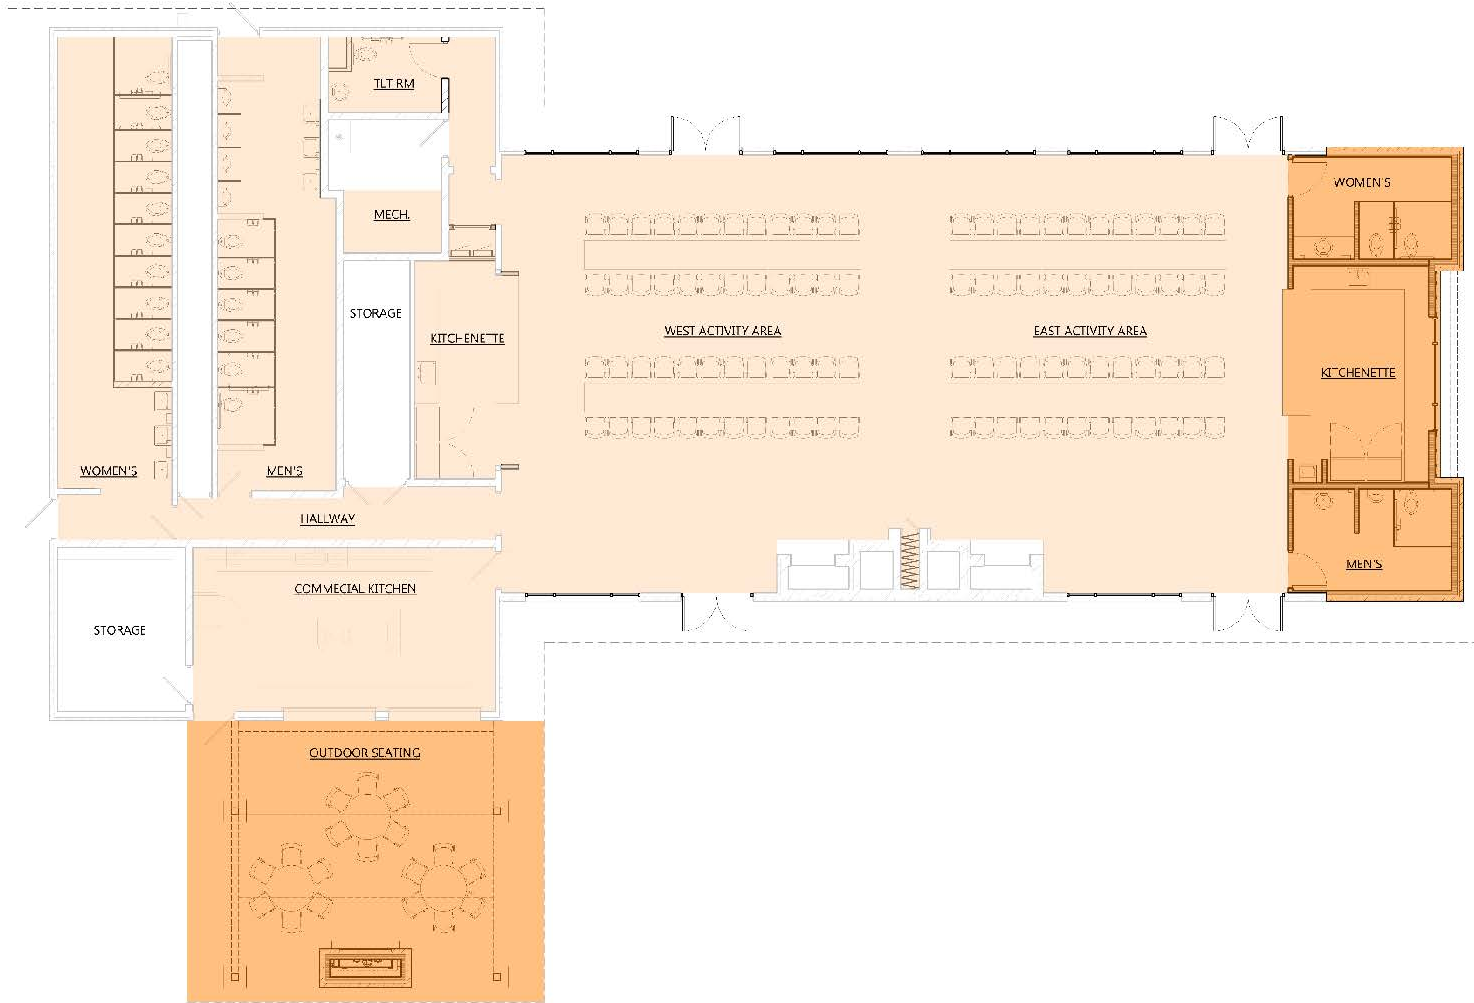 TLT RM
WOMEN'S
MECH.
STORAGE
KITCHENETTE
WEST ACTIVITY AREA
EAST ACTIVITY AREA
KITCHENETTE
WOMEN'S
MEN'S
HALLWAY
MEN'S
COMMECIAL KITCHEN
STORAGE
OUTDOOR SEATING